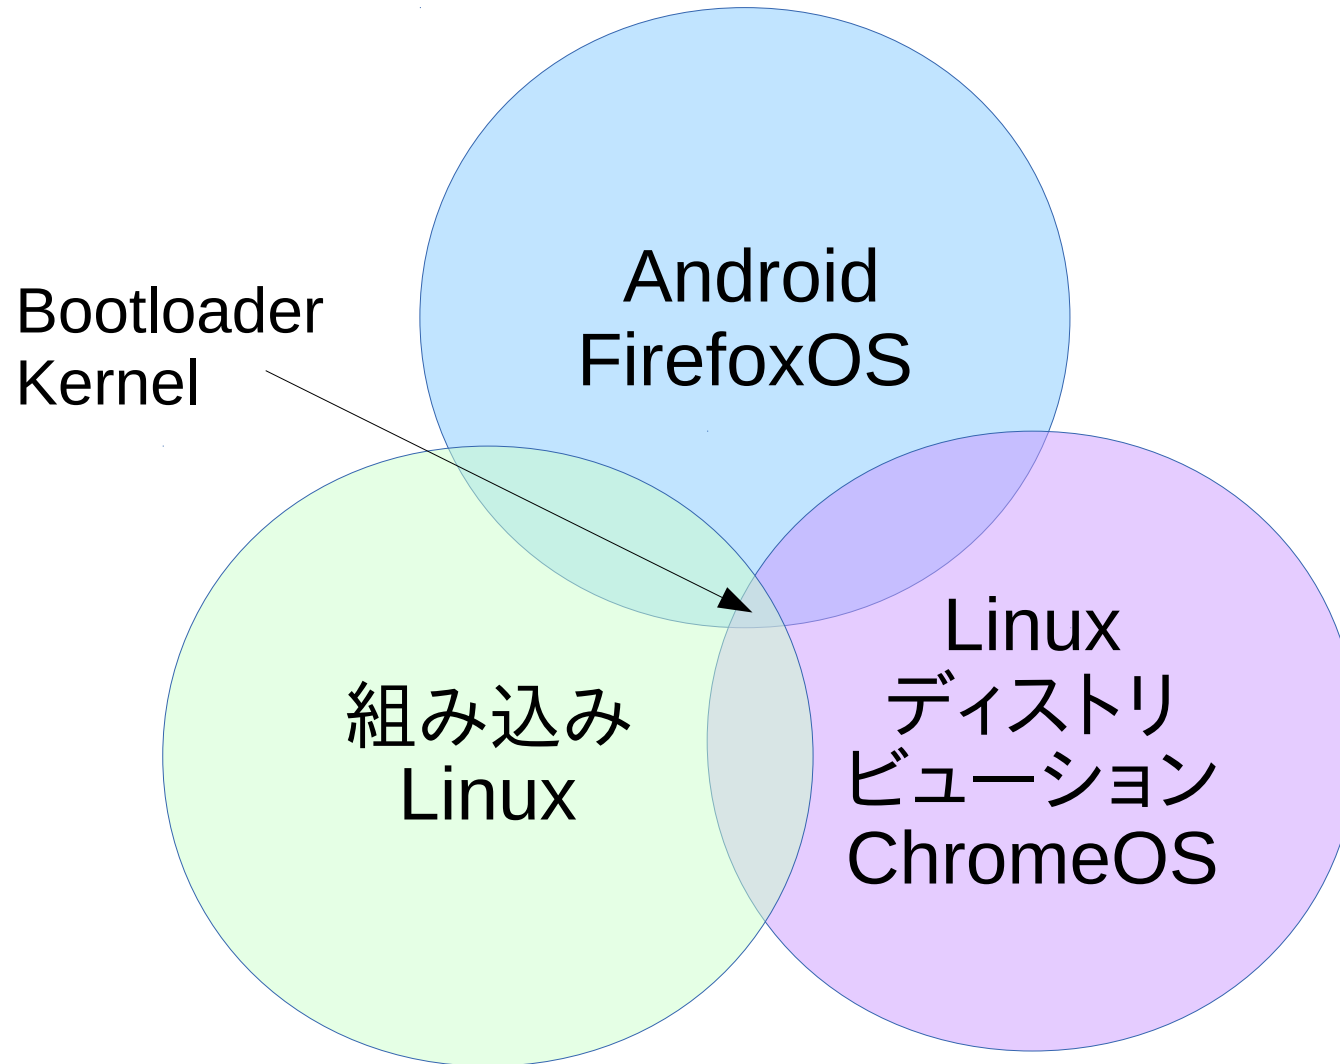 Android
FirefoxOS
Bootloader
Kernel
組み込み
Linux
Linux
ディストリ
ビューション
ChromeOS